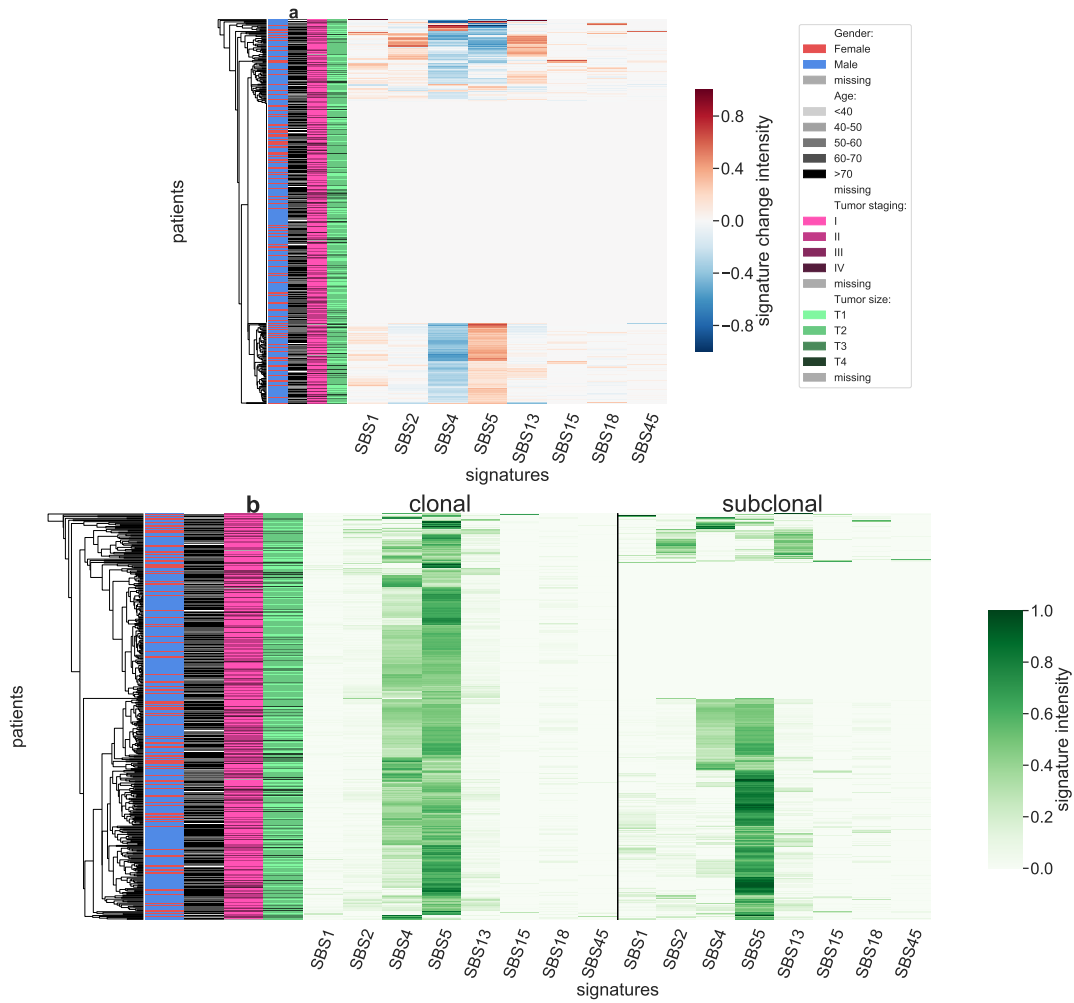 a
patients
SBS1
SBS2
SBS4
SBS5
SBS13
SBS15
SBS18
SBS45
signatures
0.8
0.4
0.0
−0.4
−0.8
signature change intensity
Gender:
Female
Male
missing
Age:
<40
40-50
50-60
60-70
>70
missing
Tumor staging:
I
II
III
IV
missing
Tumor size:
T1
T2
T3
T4
missing
b
clonal
subclonal
patients
SBS1
SBS2
SBS4
SBS5
SBS13
SBS15
SBS18
SBS45
SBS1
SBS2
SBS4
SBS5
SBS13
SBS15
SBS18
SBS45
signatures
1.0
0.8
0.6
0.4
0.2
0.0
signature intensity